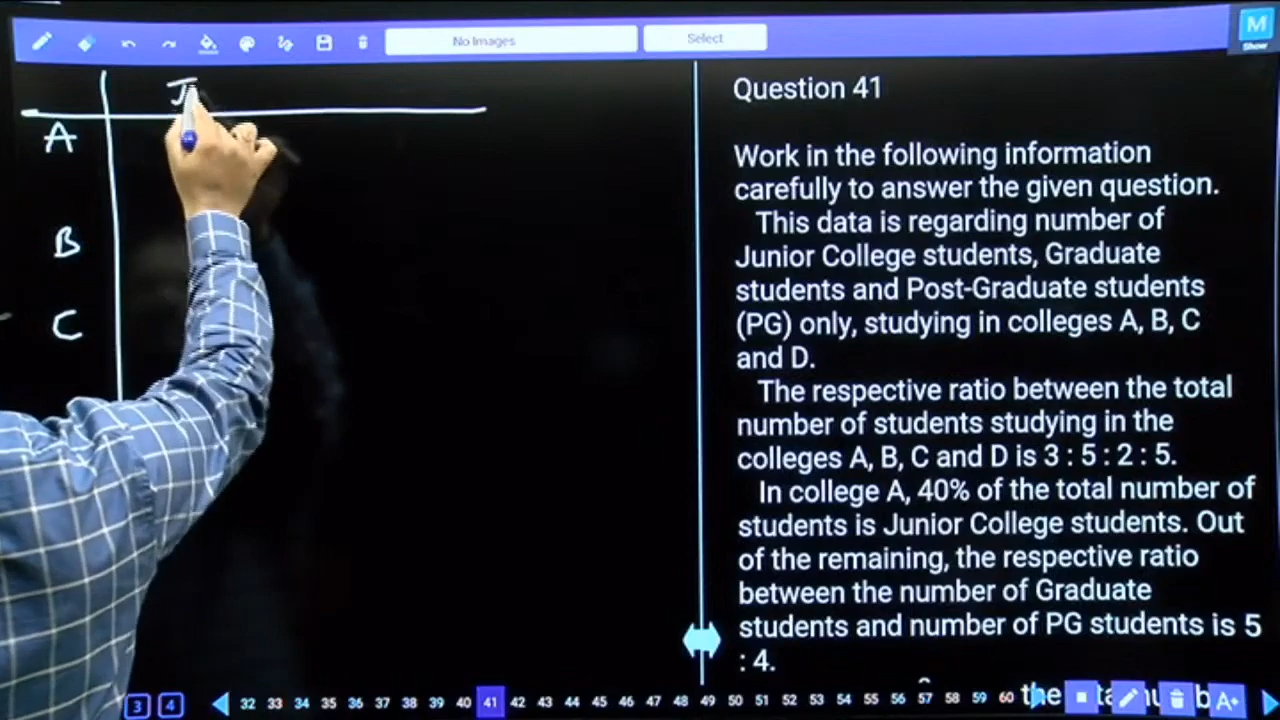 No Images
Select
M
Show
J
A
B
C
Question 41
Work in the following information
carefully to answer the given question.
This data is regarding number of
Junior College students, Graduate
students and Post-Graduate students
(PG) only, studying in colleges A, B, C
and D.
The respective ratio between the total
number of students studying in the
colleges A, B, C and D is 3 : 5 : 2 : 5.
In college A, 40% of the total number of
students is Junior College students. Out
of the remaining, the respective ratio
between the number of Graduate
students and number of PG students is 5
: 4.
the
3 4 32 33 34 35 36 37 38 39 40 41 42 43 44 45 46 47 48 49 50 51 52 53 54 55 56 57 58 59 60 A+